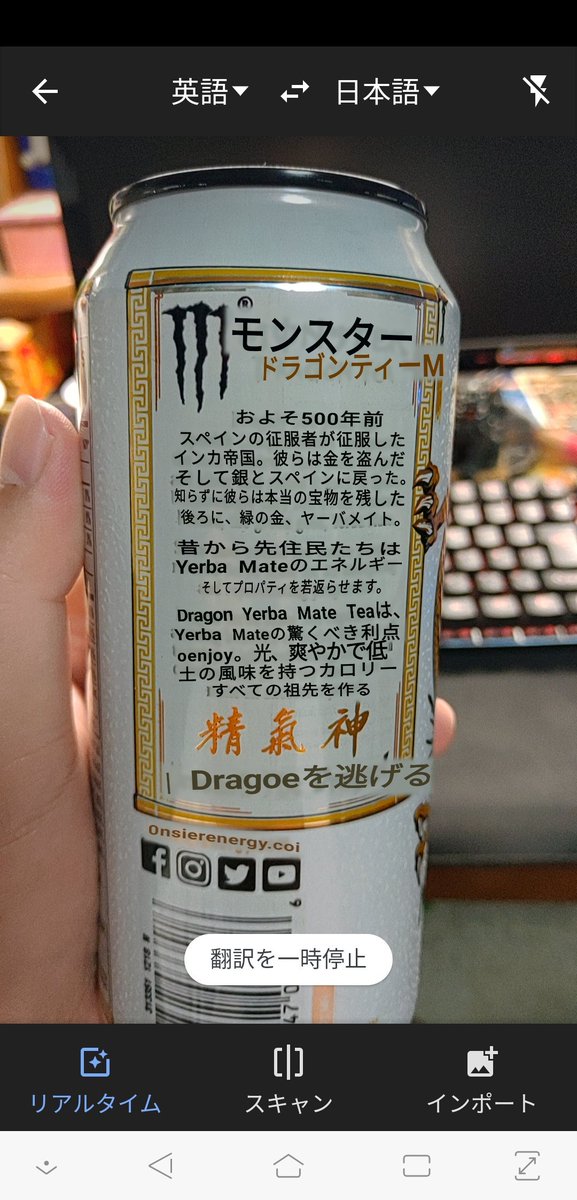 英語 日本語
®
モンスター
ドラゴンティーM
およそ500年前
スペインの征服者が征服した
インカ帝国。彼らは金を盗んだ
そして銀とスペインに戻った。
知らずに彼らは本当の宝物を残した
後ろに、緑の金、ヤーバメイト。
昔から先住民たちは
Yerba Mateのエネルギー
そしてプロパティを若返らせます。
Dragon Yerba Mate Teaは、
Yerba Mateの驚くべき利点
oenjoy。光、爽やかで低
土の風味を持つカロリー
すべての祖先を作る
精氣神
Dragoeを逃げる
Onsierenergy.coi
翻訳を一時停止
リアルタイム スキャン インポート